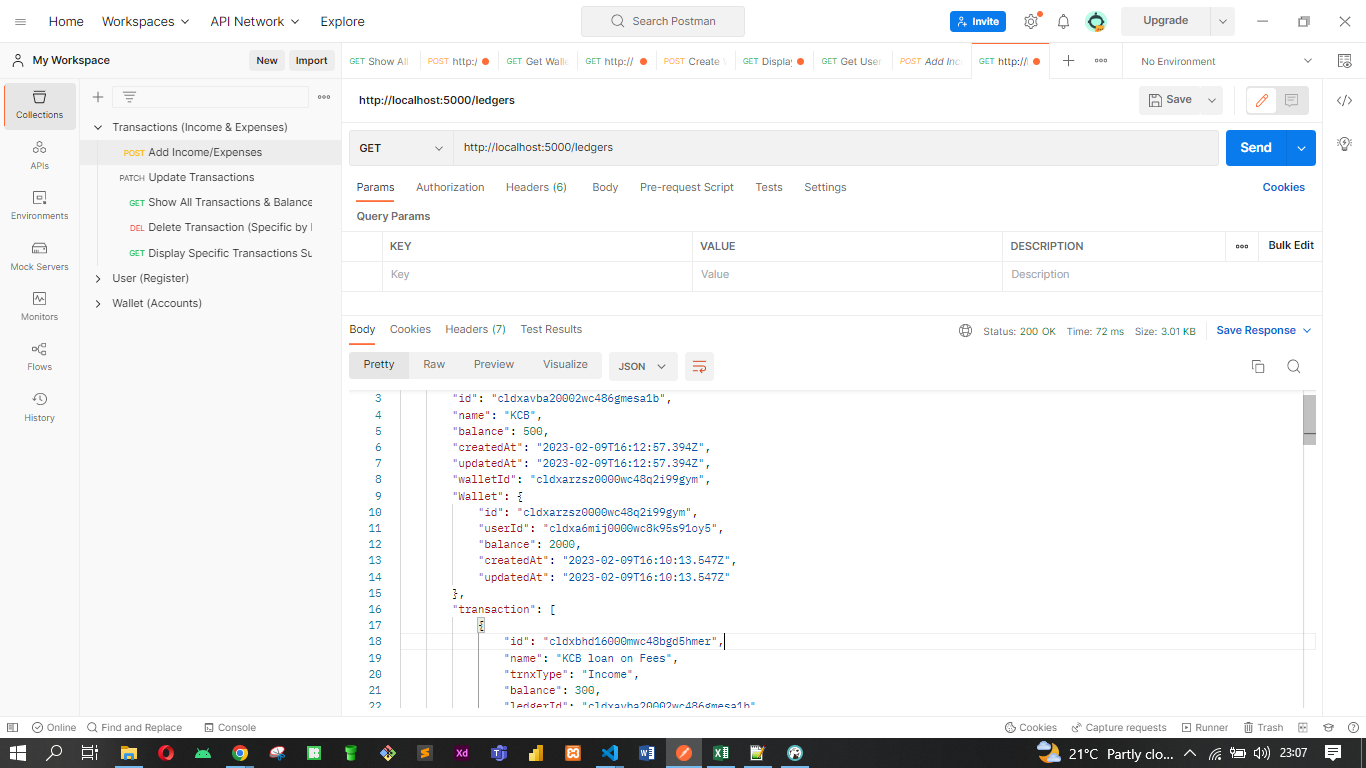 Home Workspaces API Network Explore Search Postman Invite Upgrade
My Workspace New Import GET Show All POST http:/ GET Get Walle GET http:// POST Create GET Display GET Get User POST Add Inc GET http://l No Environment
Collections
APIs
Environments
Mock Servers
Monitors
Flows
History
Transactions (Income & Expenses)
POST Add Income/Expenses
PATCH Update Transactions
GET Show All Transactions & Balance
DEL Delete Transaction (Specific by
GET Display Specific Transactions Su
User (Register)
Wallet (Accounts)
http://localhost:5000/ledgers Save
GET http://localhost:5000/ledgers Send
Params Authorization Headers (6) Body Pre-request Script Tests Settings Cookies
Query Params
KEY VALUE DESCRIPTION Bulk Edit
Key Value Description
Body Cookies Headers (7) Test Results Status: 200 OK Time: 72 ms Size: 3.01 KB Save Response
Pretty Raw Preview Visualize JSON
3 "id": "cldxavba20002wc486gmesa1b",
4 "name": "KCB",
5 "balance": 500,
6 "createdAt": "2023-02-09T16:12:57.394Z",
7 "updatedAt": "2023-02-09T16:12:57.394Z",
8 "walletId": "cldxarzsz0000wc48q2i99gym",
9 "Wallet": {
10 "id": "cldxarzsz0000wc48q2i99gym",
11 "userId": "cldxa6mij0000wc8k95s91oy5",
12 "balance": 2000,
13 "createdAt": "2023-02-09T16:10:13.547Z",
14 "updatedAt": "2023-02-09T16:10:13.547Z"
15 },
16 "transaction": [
17 {
18 "id": "cldxbhd16000mwc48bgd5hmer",
19 "name": "KCB loan on Fees",
20 "trnxType": "Income",
21 "balance": 300,
22 "ledgerId": "cldxavba20002wc486gmesa1b"
Online Find and Replace Console Cookies Capture requests Runner Trash
21°C Partly clo... 23:07